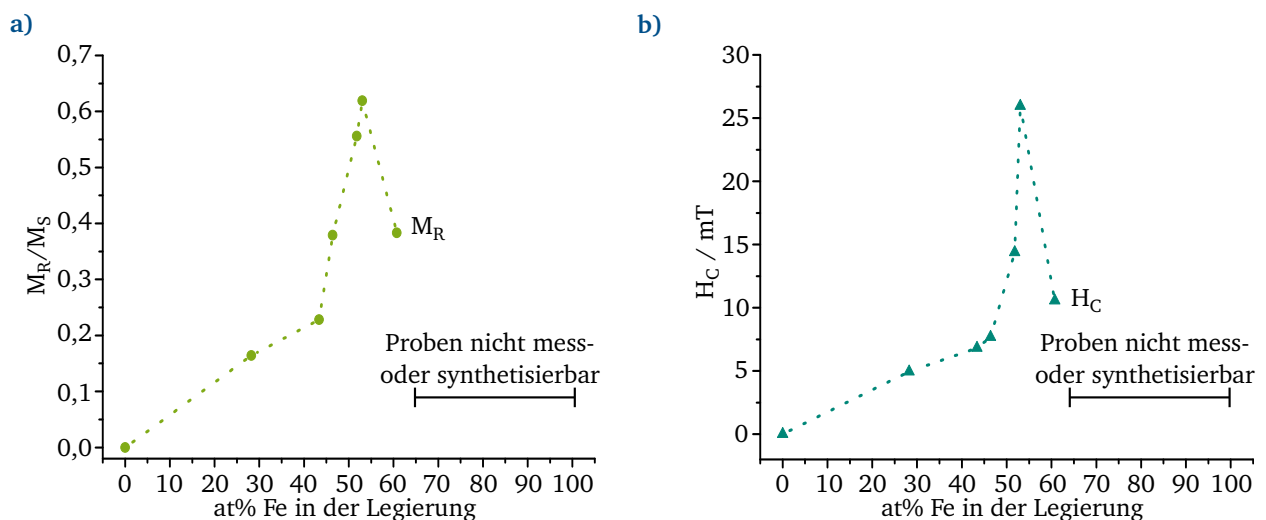 a)
0,7
0,6
0,5
0,4
0,3
0,2
0,1
0,0
M_R/M_S
M_R
Proben nicht mess-
oder synthetisierbar
0 10 20 30 40 50 60 70 80 90 100
at% Fe in der Legierung
b)
30
25
20
15
10
5
0
H_C / mT
H_C
Proben nicht mess-
oder synthetisierbar
0 10 20 30 40 50 60 70 80 90 100
at% Fe in der Legierung